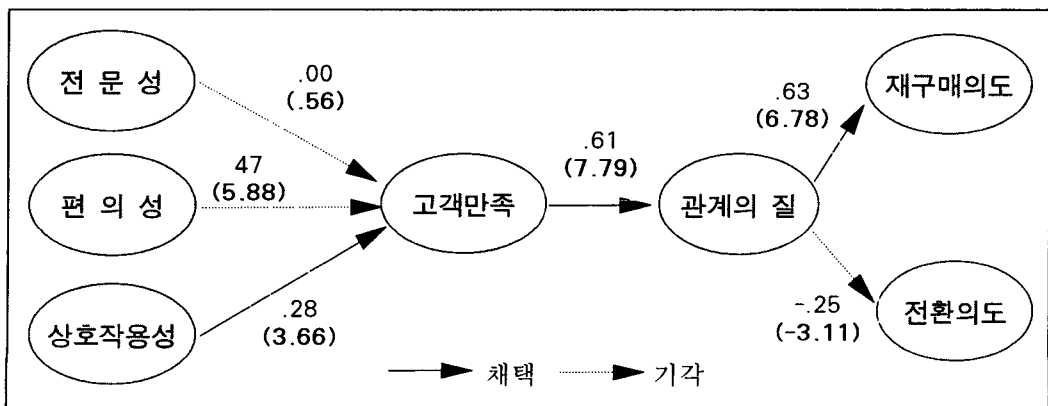 전 문 성
.00
(.56)
.63
(6.78)
재구매의도
편 의 성
47
(5.88)
고객만족
.61
(7.79)
관계의 질
상호작용성
.28
(3.66)
-.25
(-3.11)
전환의도
채택
기각